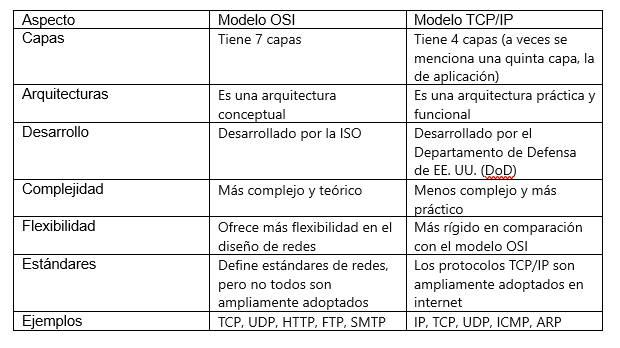 Aspecto Modelo OSI Modelo TCP/IP
Capas Tiene 7 capas Tiene 4 capas (a veces se
menciona una quinta capa, la
de aplicación)
Arquitecturas Es una arquitectura Es una arquitectura práctica y
conceptual funcional
Desarrollo Desarrollado por la ISO Desarrollado por el
Departamento de Defensa
de EE. UU. (DoD)
Complejidad Más complejo y teórico Menos complejo y más
práctico
Flexibilidad Ofrece más flexibilidad en el Más rígido en comparación
diseño de redes con el modelo OSI
Estándares Define estándares de redes, Los protocolos TCP/IP son
pero no todos son ampliamente adoptados en
ampliamente adoptados internet
Ejemplos TCP, UDP, HTTP, FTP, SMTP IP, TCP, UDP, ICMP, ARP